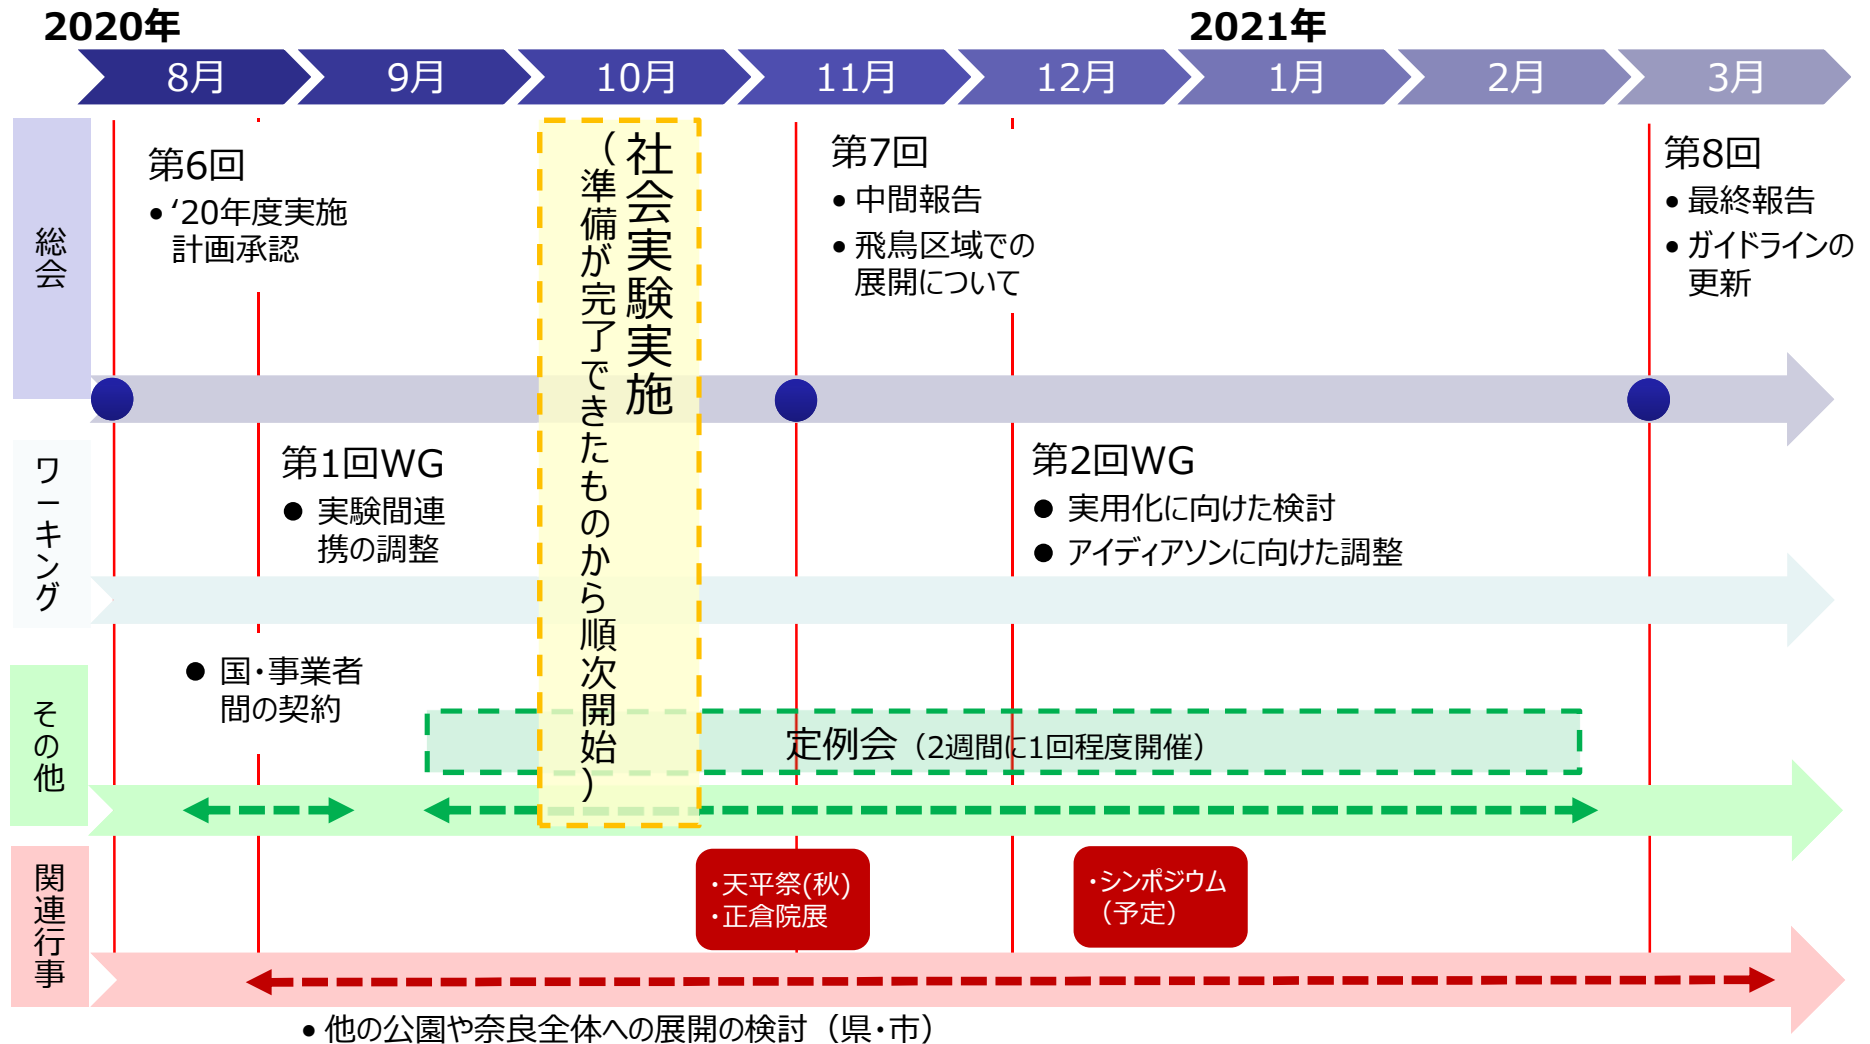 2020年
2021年
8月
9月
10月
11月
12月
1月
2月
3月
総会
第6回
• ‘20年度実施
計画承認
社会実験実施
（準備が完了できたものから順次開始）
第7回
• 中間報告
• 飛鳥区域での
展開について
第8回
• 最終報告
• ガイドラインの
更新
ワーキング
第1回WG
● 実験間連
携の調整
第2回WG
● 実用化に向けた検討
● アイディアソンに向けた調整
その他
● 国・事業者
間の契約
定例会（2週間に1回程度開催）
関連行事
・天平祭(秋)
・正倉院展
・シンポジウム
（予定）
• 他の公園や奈良全体への展開の検討（県・市）